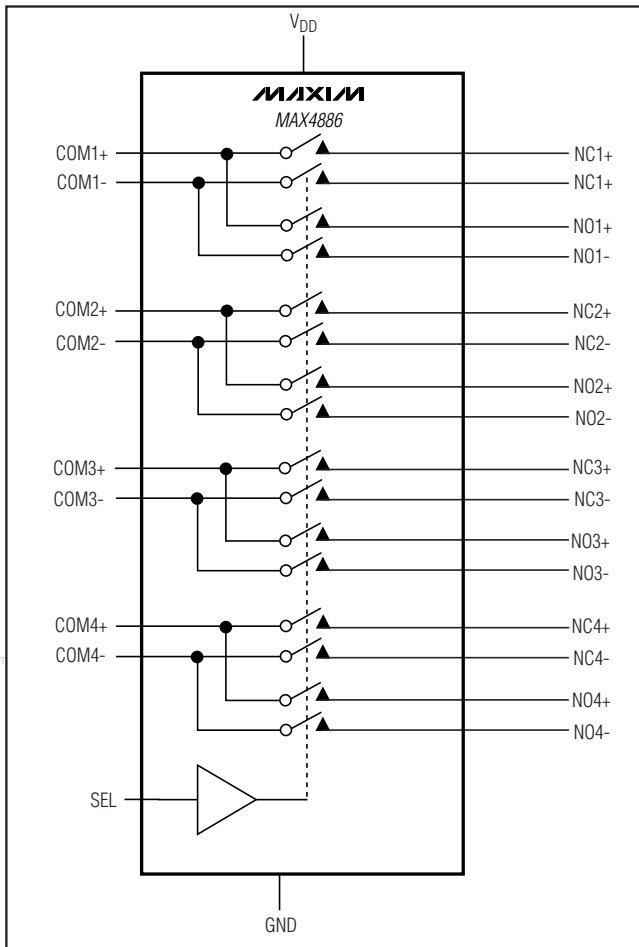 VDD
MAXIM
MAX4886
COM1+
NC1+
COM1-
NC1+
NO1+
NO1-
COM2+
NC2+
COM2-
NC2-
NO2+
NO2-
COM3+
NC3+
COM3-
NC3-
NO3+
NO3-
COM4+
NC4+
COM4-
NC4-
NO4+
NO4-
SEL
GND